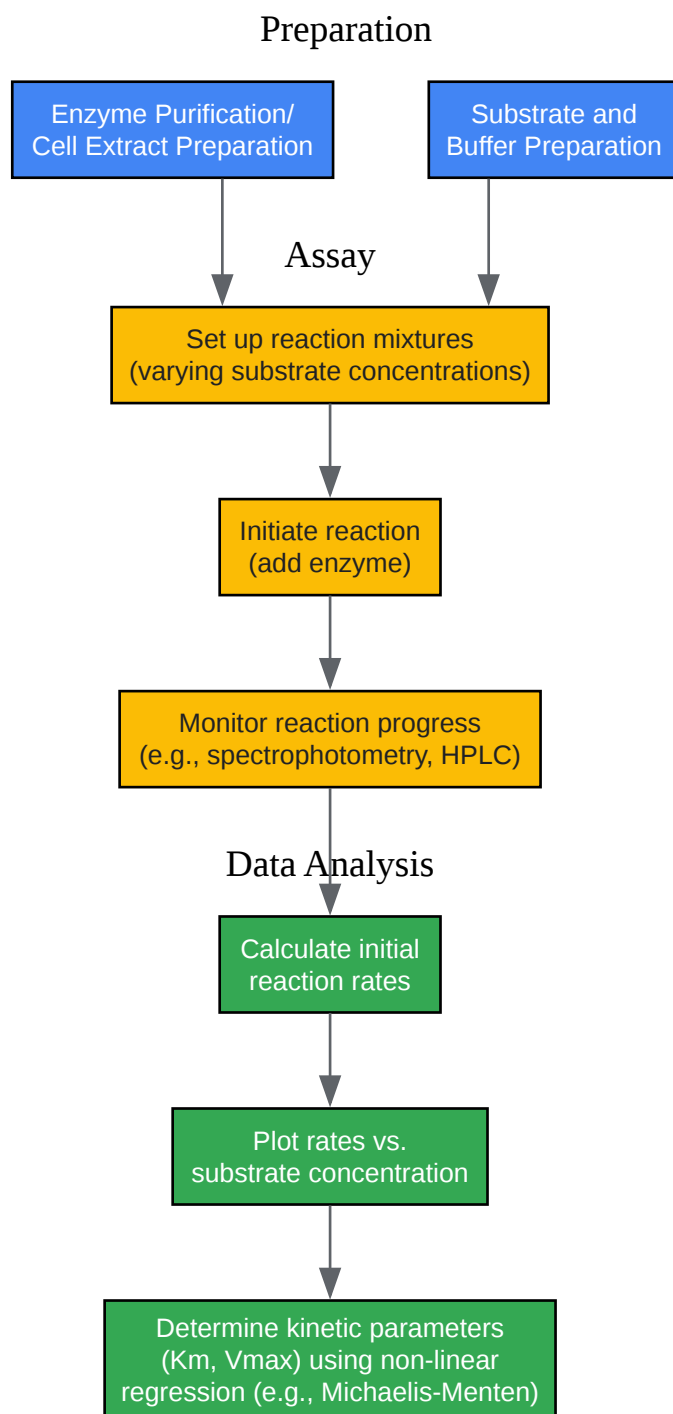 Preparation
Enzyme Purification/
Cell Extract Preparation
Substrate and
Buffer Preparation
Assay
Set up reaction mixtures
(varying substrate concentrations)
Initiate reaction
(add enzyme)
Monitor reaction progress
(e.g., spectrophotometry, HPLC)
Data Analysis
Calculate initial
reaction rates
Plot rates vs.
substrate concentration
Determine kinetic parameters
(Km, Vmax) using non-linear
regression (e.g., Michaelis-Menten)